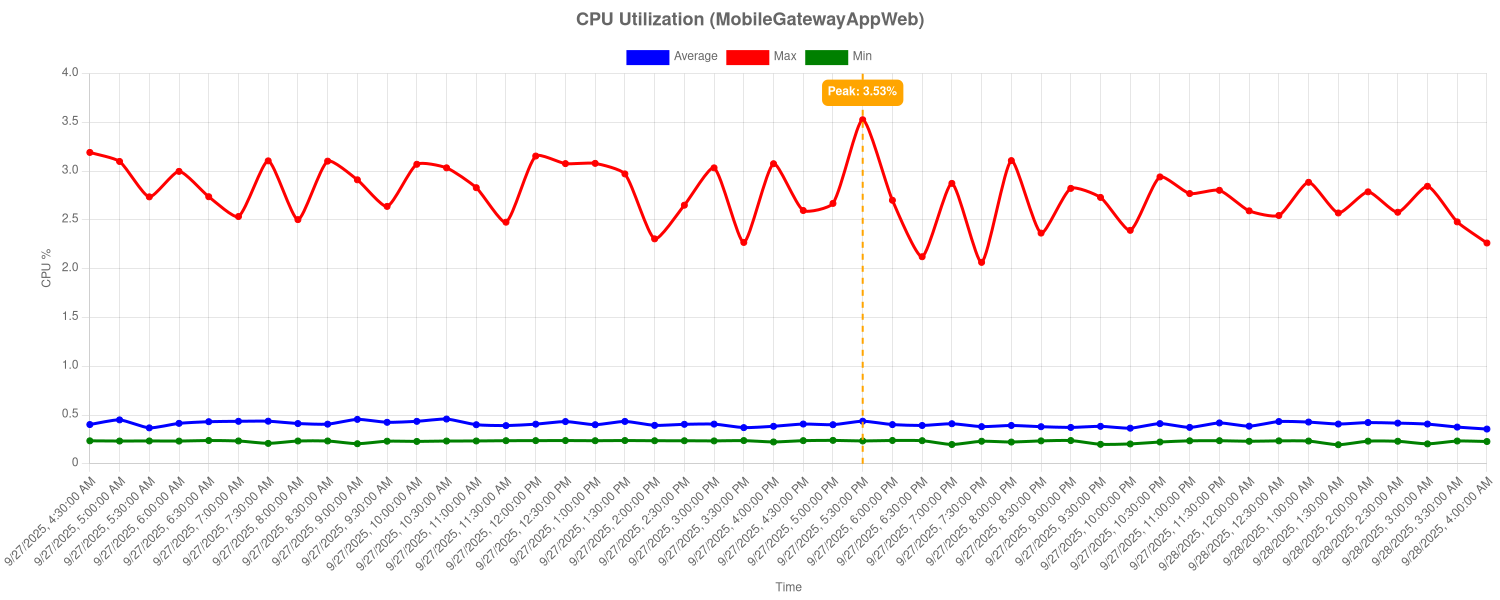 CPU Utilization (MobileGatewayAppWeb)
Average Max Min
Peak: 3.53%
4.0
3.5
3.0
2.5
2.0
1.5
1.0
0.5
0
CPU %
9/27/2025, 4:30:00 AM
9/27/2025, 5:00:00 AM
9/27/2025, 5:30:00 AM
9/27/2025, 6:00:00 AM
9/27/2025, 6:30:00 AM
9/27/2025, 7:00:00 AM
9/27/2025, 7:30:00 AM
9/27/2025, 8:00:00 AM
9/27/2025, 8:30:00 AM
9/27/2025, 9:00:00 AM
9/27/2025, 9:30:00 AM
9/27/2025, 10:00:00 AM
9/27/2025, 10:30:00 AM
9/27/2025, 11:00:00 AM
9/27/2025, 11:30:00 AM
9/27/2025, 12:00:00 PM
9/27/2025, 12:30:00 PM
9/27/2025, 1:00:00 PM
9/27/2025, 1:30:00 PM
9/27/2025, 2:00:00 PM
9/27/2025, 2:30:00 PM
9/27/2025, 3:00:00 PM
9/27/2025, 3:30:00 PM
9/27/2025, 4:00:00 PM
9/27/2025, 4:30:00 PM
9/27/2025, 5:00:00 PM
9/27/2025, 5:30:00 PM
9/27/2025, 6:00:00 PM
9/27/2025, 6:30:00 PM
9/27/2025, 7:00:00 PM
9/27/2025, 7:30:00 PM
9/27/2025, 8:00:00 PM
9/27/2025, 8:30:00 PM
9/27/2025, 9:00:00 PM
9/27/2025, 9:30:00 PM
9/27/2025, 10:00:00 PM
9/27/2025, 10:30:00 PM
9/27/2025, 11:00:00 PM
9/27/2025, 11:30:00 PM
9/28/2025, 12:00:00 AM
9/28/2025, 12:30:00 AM
9/28/2025, 1:00:00 AM
9/28/2025, 1:30:00 AM
9/28/2025, 2:00:00 AM
9/28/2025, 2:30:00 AM
9/28/2025, 3:00:00 AM
9/28/2025, 3:30:00 AM
9/28/2025, 4:00:00 AM
Time